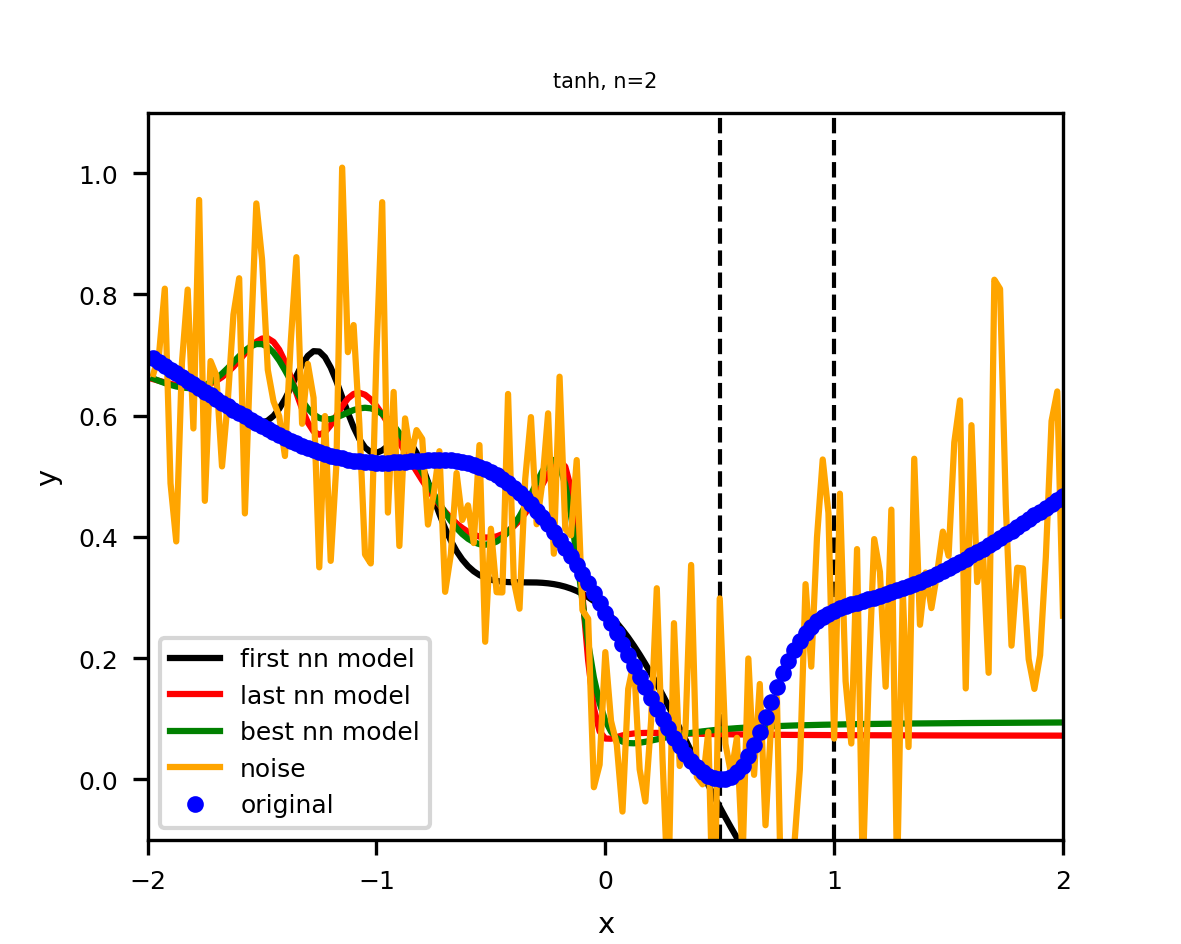 tanh, n=2
1.0
0.8
0.6
0.4
0.2
0.0
y
first nn model
last nn model
best nn model
noise
original
−2 −1 0 1 2
x